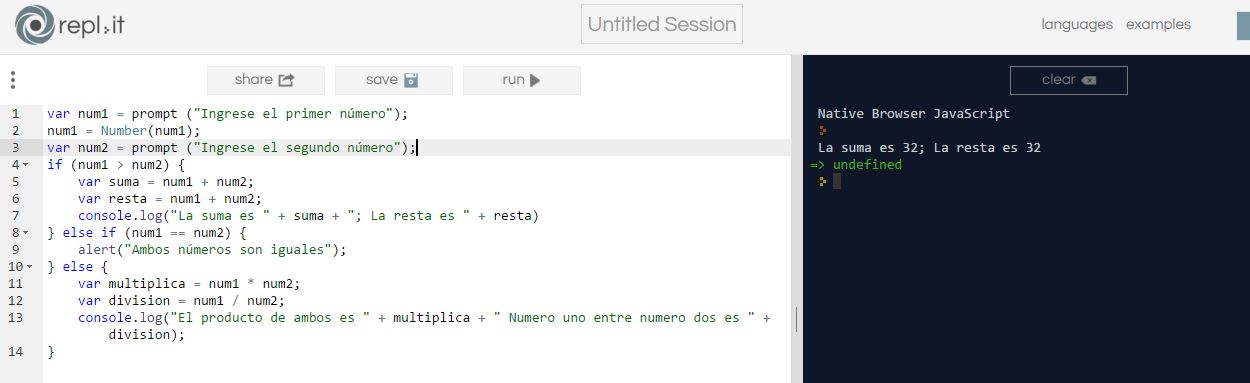 repl.it
Untitled Session
languages examples
share save run
clear
1 var num1 = prompt ("Ingrese el primer número");
2 num1 = Number(num1);
3 var num2 = prompt ("Ingrese el segundo número");
4 if (num1 > num2) {
5 var suma = num1 + num2;
6 var resta = num1 + num2;
7 console.log("La suma es " + suma + "; La resta es " + resta)
8 } else if (num1 == num2) {
9 alert("Ambos números son iguales");
10 } else {
11 var multiplica = num1 * num2;
12 var division = num1 / num2;
13 console.log("El producto de ambos es " + multiplica + " Numero uno entre numero dos es " +
division);
14 }
Native Browser JavaScript
La suma es 32; La resta es 32
=> undefined